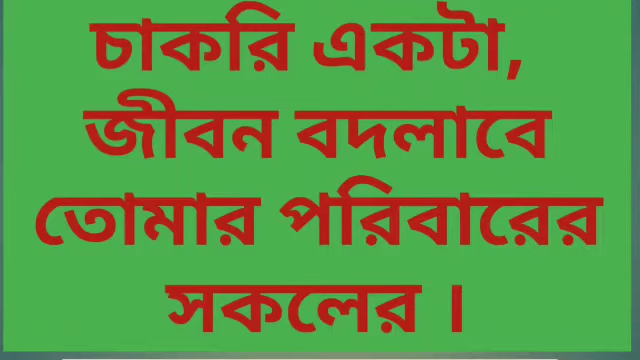 চাকরি একটা,
জীবন বদলাবে
তোমার পরিবারের
সকলের ।